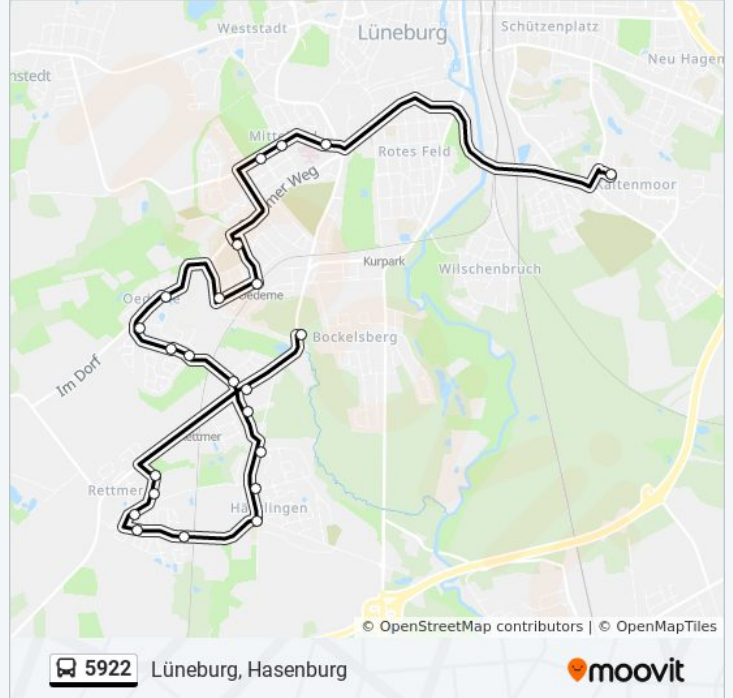 Weststadt
Lüneburg
Schützenplatz
Neu Hagen
nstedt
Rotes Feld
mer Weg
Kaltenmoor
Kurpark
Wilschenbruch
Oedeme
Bockelsberg
Im Dorf
ettmer
Rettmer
© OpenStreetMap contributors | © OpenMapTiles
5922 Lüneburg, Hasenburg
moovit